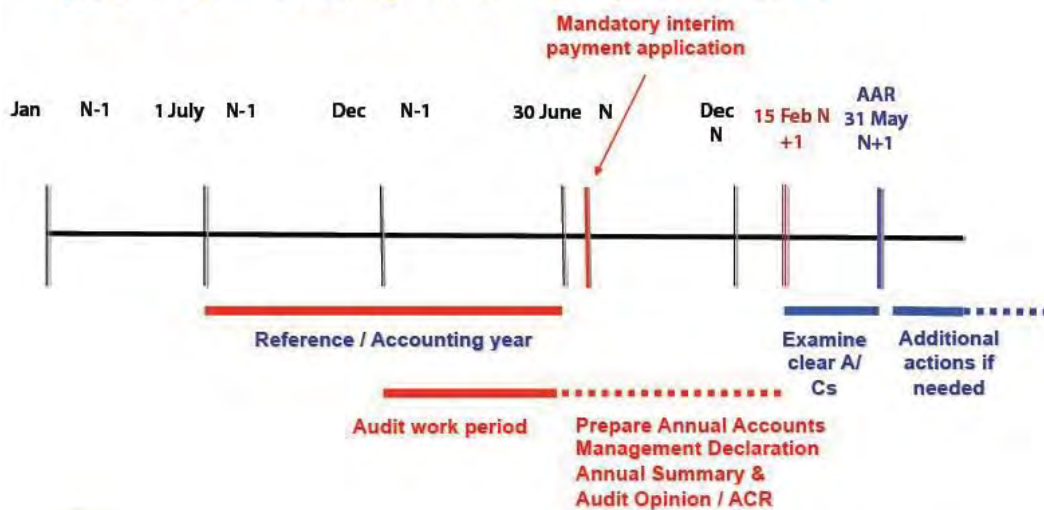 Mandatory interim
payment application
Jan N-1 1 July N-1 Dec N-1 30 June N Dec
N 15 Feb N
+1 AAR
31 May
N+1
Reference / Accounting year
Examine
clear A/
Cs
Additional
actions if
needed
Audit work period
Prepare Annual Accounts
Management Declaration
Annual Summary &
Audit Opinion / ACR